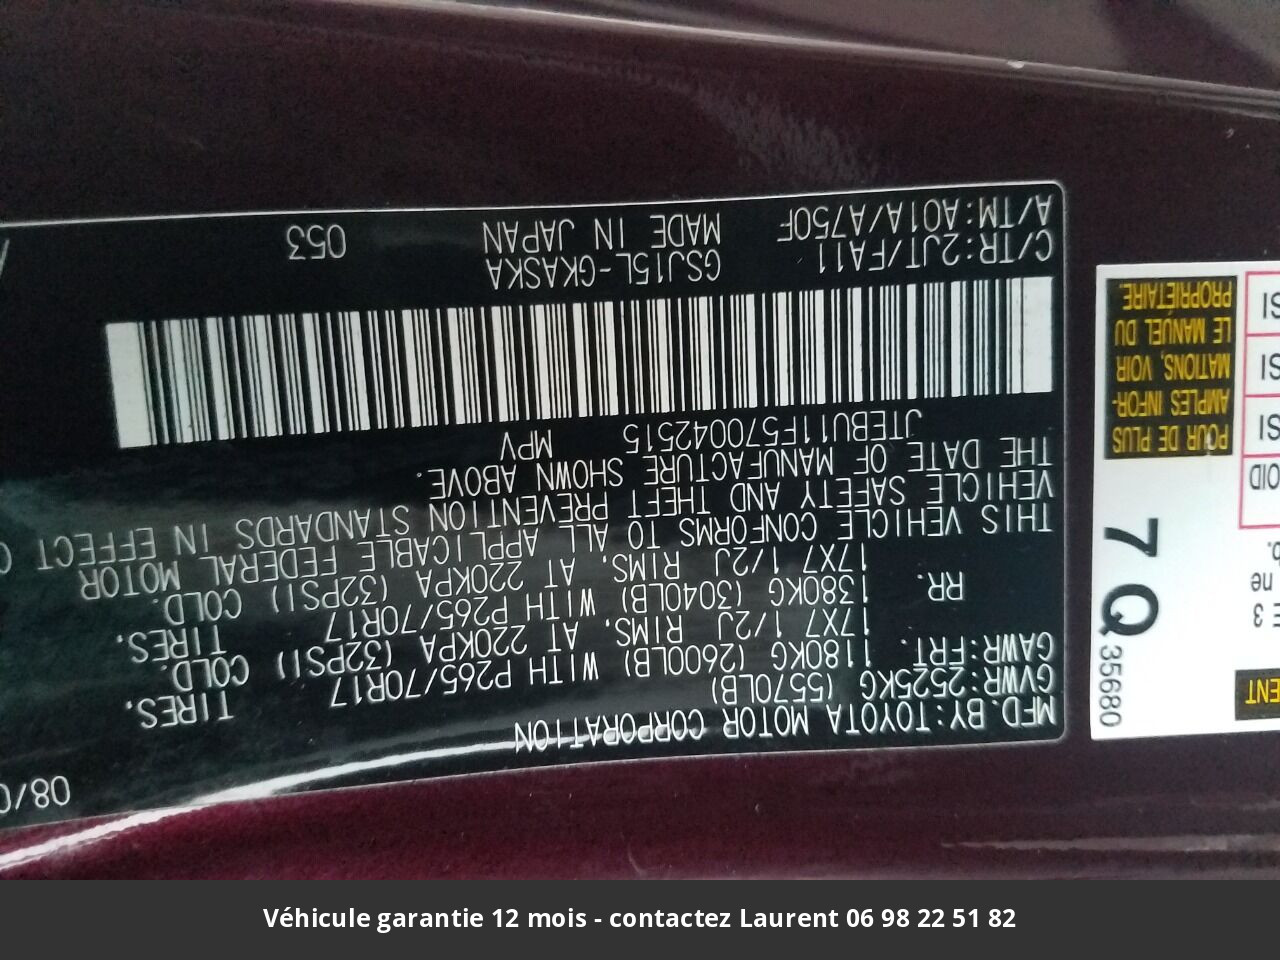 MFD. BY:TOYOTA MOTOR CORPORATION 08/0
GVWR:2525KG (5570LB)
GAWR:FRT. 1180KG (2600LB) WITH P265/70R17 TIRES,
17X7 1/2J RIMS, AT 220KPA (32PSI) COLD.
RR. 1380KG (3040LB) WITH P265/70R17 TIRES,
17X7 1/2J RIMS, AT 220KPA (32PSI) COLD.
THIS VEHICLE CONFORMS TO ALL APPLICABLE FEDERAL MOTOR
VEHICLE SAFETY AND THEFT PREVENTION STANDARDS IN EFFECT
THE DATE OF MANUFACTURE SHOWN ABOVE.
JTEBU11F570042515 MPV
C/TR:2JT/FA11 GSJ15L-GKASKA 053
A/TM:A01A/A750F MADE IN JAPAN
7Q35680
POUR DE PLUS
AMPLES INFOR-
MATIONS, VOIR
LE MANUEL DU
PROPRIÉTAIRE.
Véhicule garantie 12 mois - contactez Laurent 06 98 22 51 82